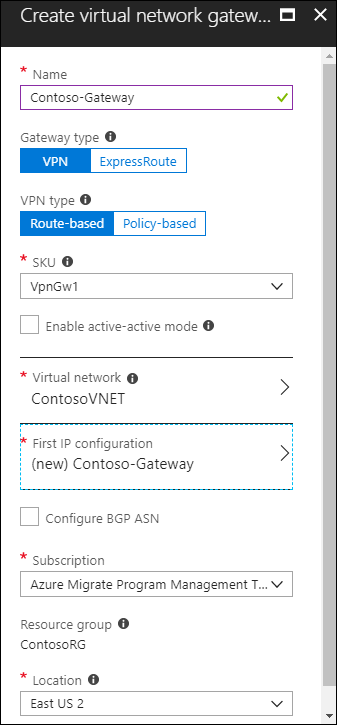 Create virtual network gatew...
* Name
Contoso-Gateway
Gateway type
VPN ExpressRoute
VPN type
Route-based Policy-based
* SKU
VpnGw1
Enable active-active mode
* Virtual network
ContosoVNET
* First IP configuration
(new) Contoso-Gateway
Configure BGP ASN
* Subscription
Azure Migrate Program Management T...
Resource group
ContosoRG
* Location
East US 2